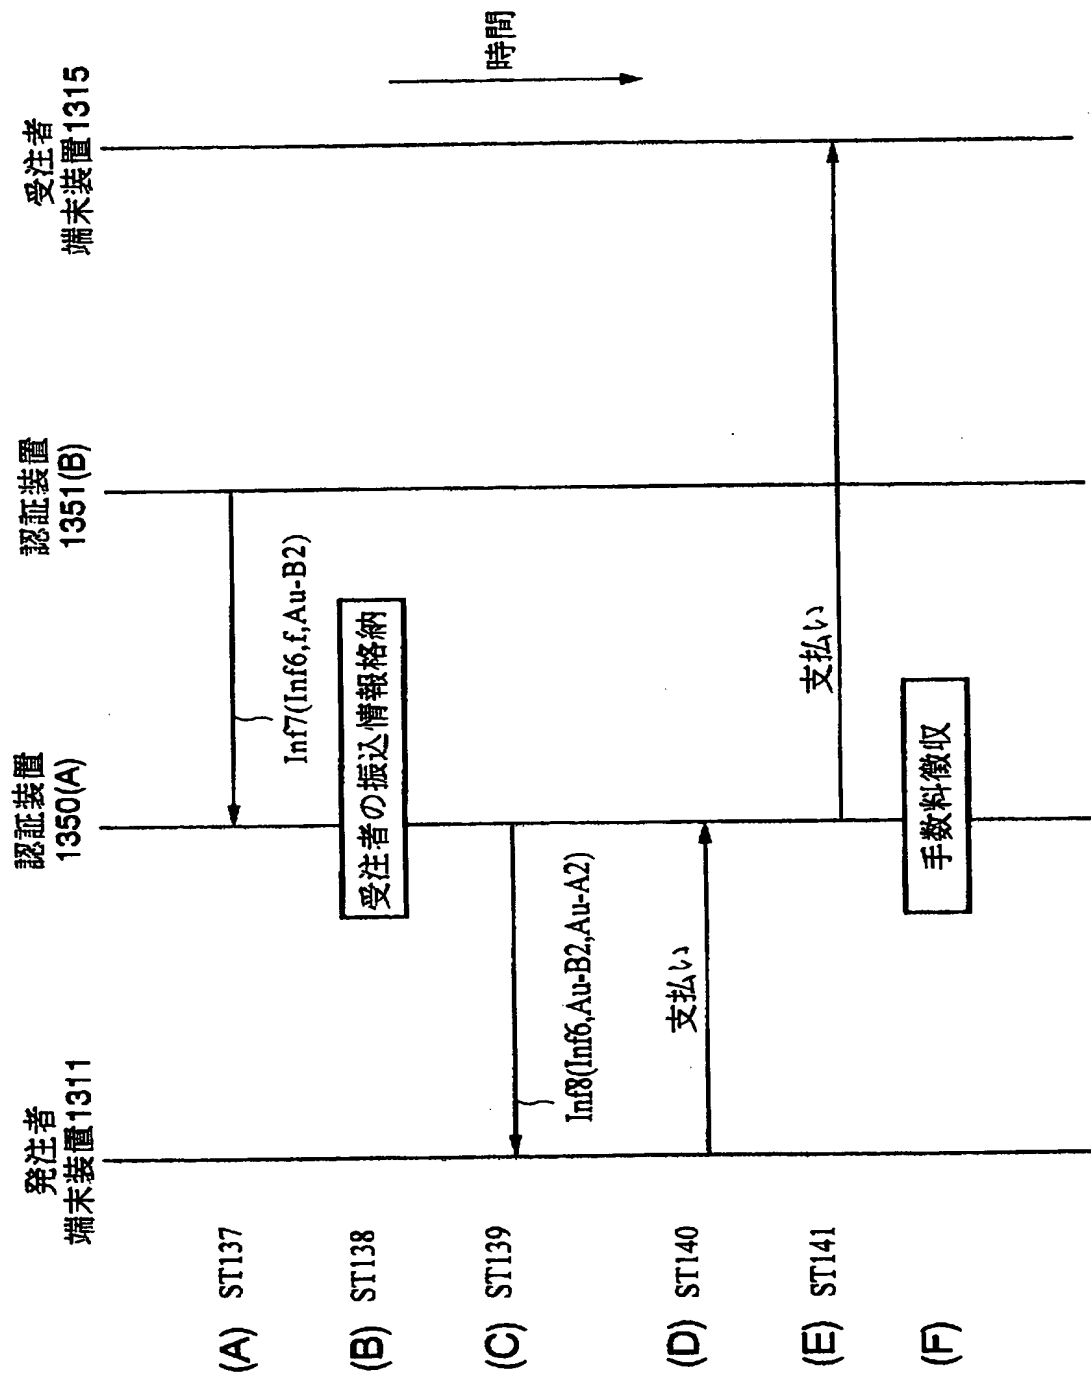 発注者
端末装置1311
認証装置
1350(A)
認証装置
1351(B)
受注者
端末装置1315
時間
(A) ST137
Inf7(Inf6,f,Au-B2)
(B) ST138
受注者の振込情報格納
(C) ST139
Inf8(Inf6,Au-B2,Au-A2)
(D) ST140
支払い
(E) ST141
支払い
(F)
手数料徴収